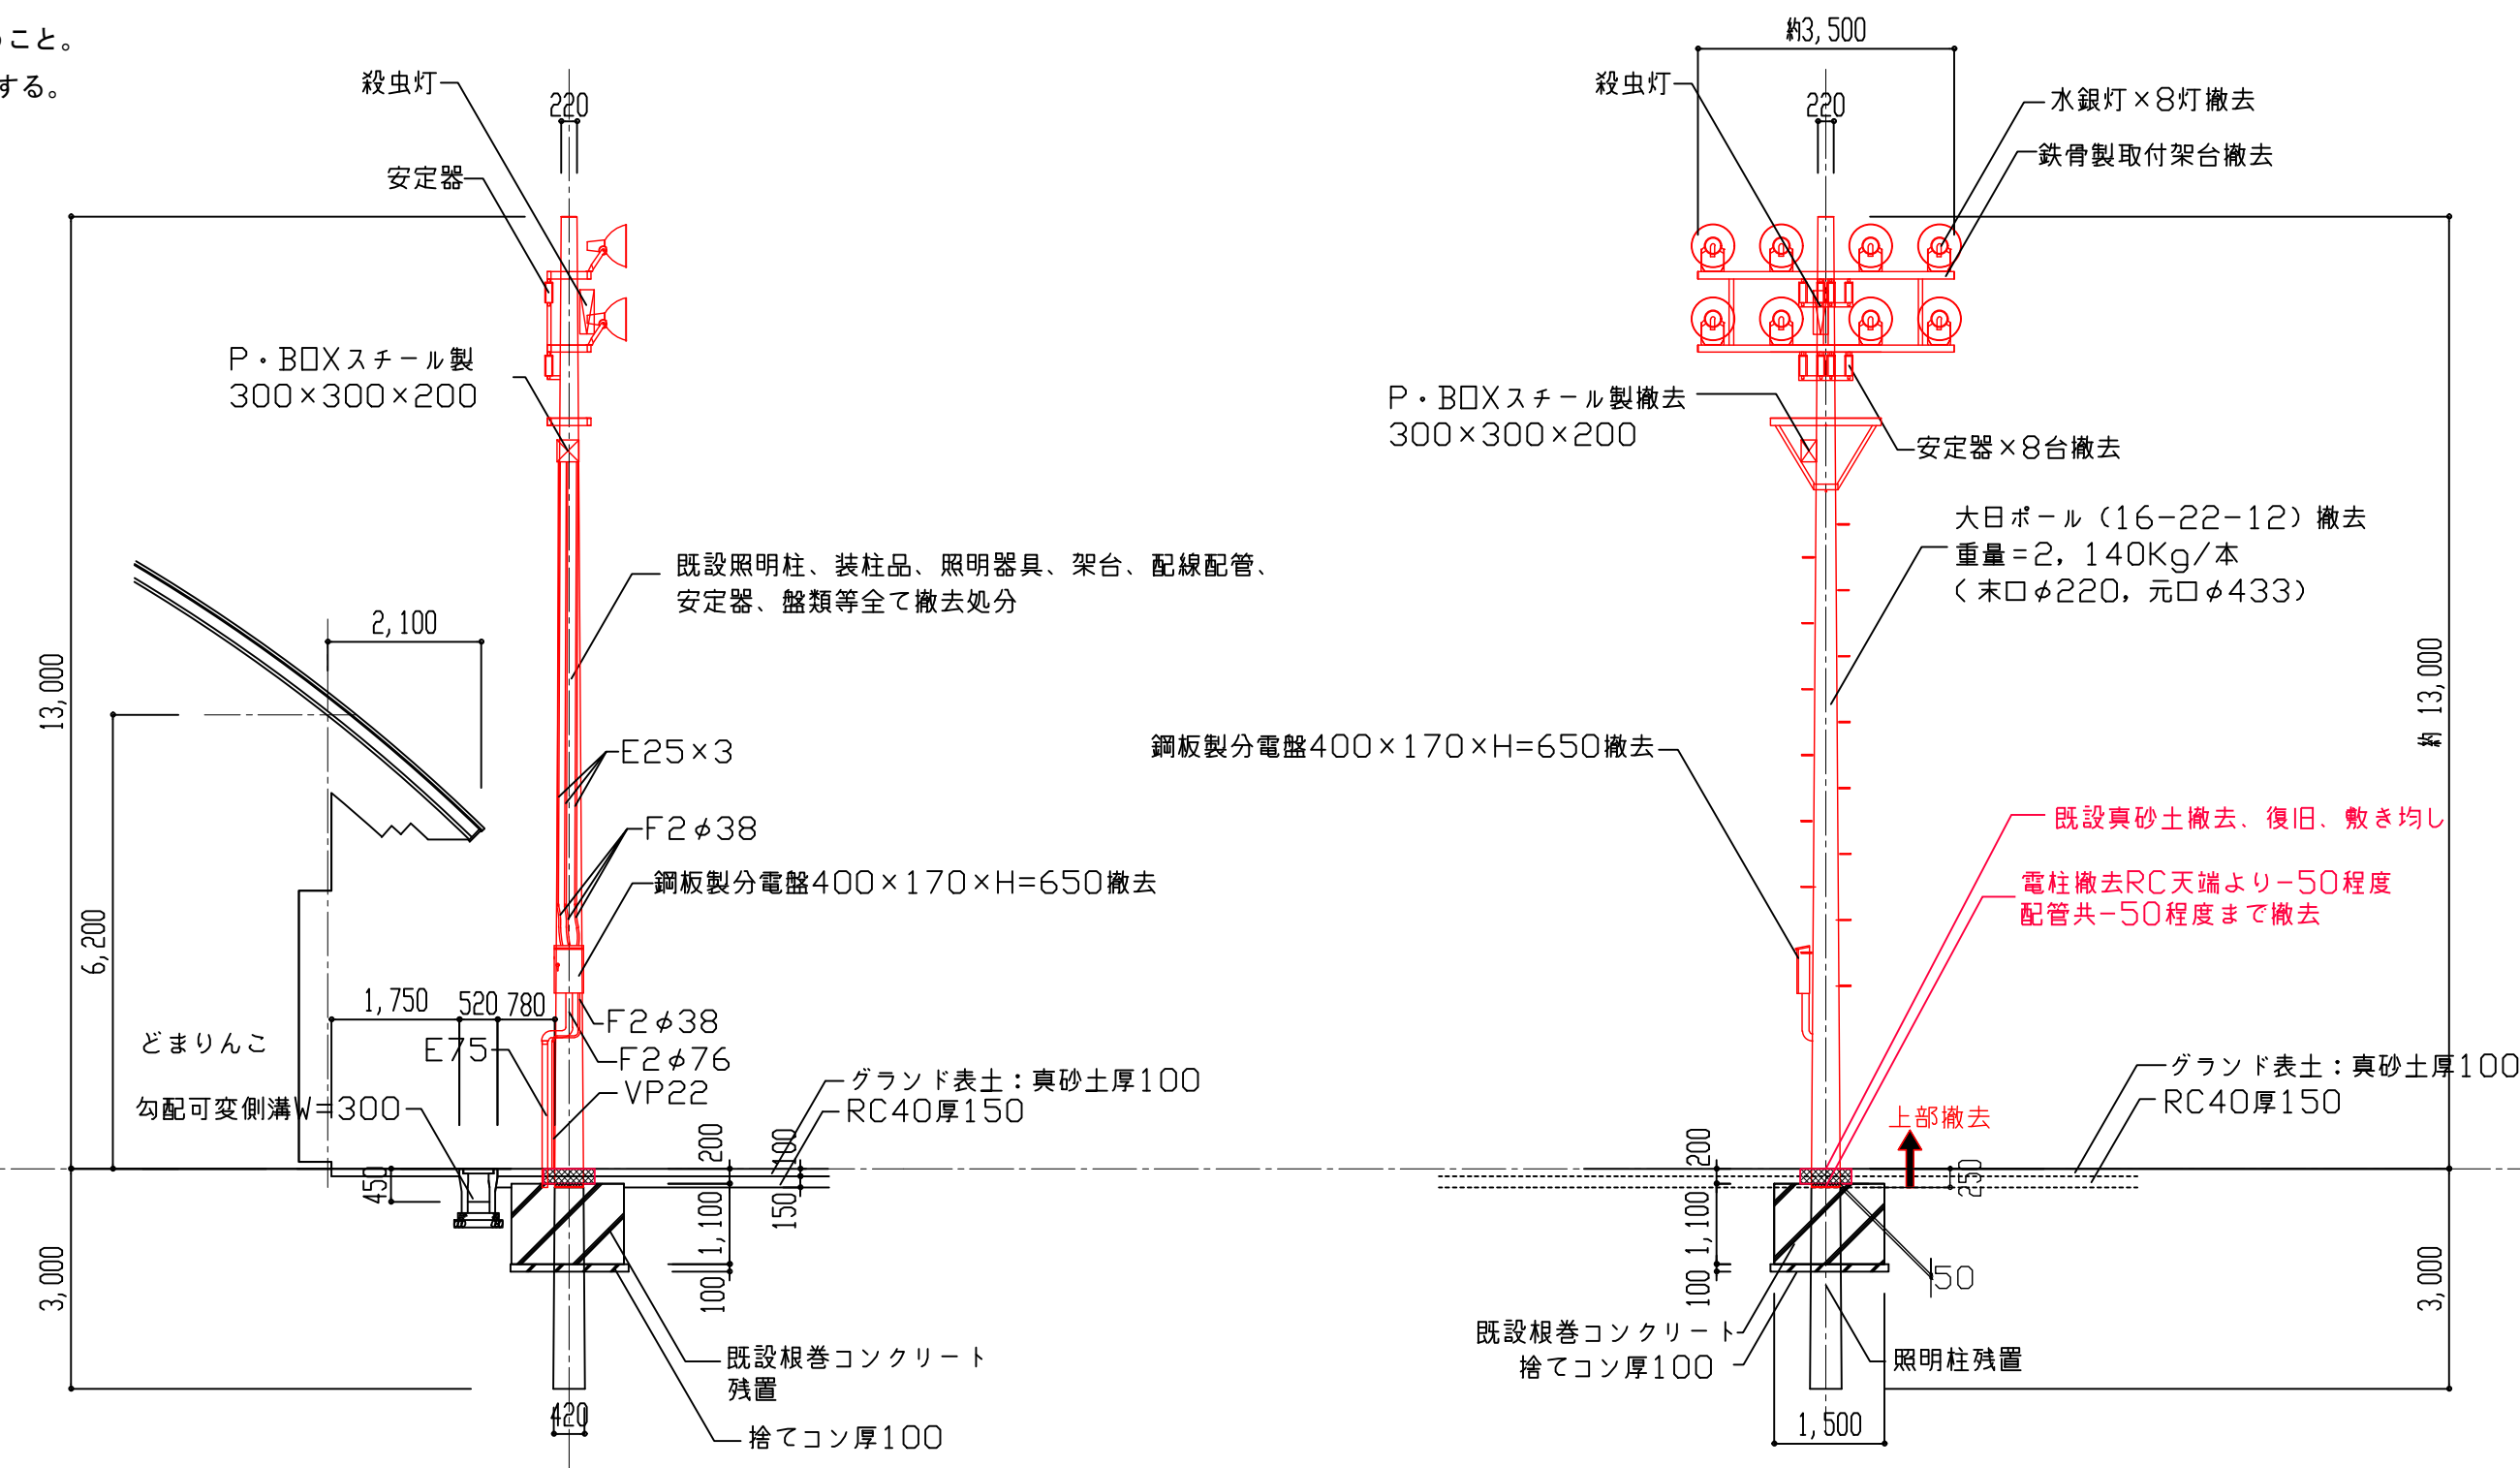 こと。
する。
殺虫灯
220
安定器
P・BOXスチール製
300×300×200
既設照明柱、装柱品、照明器具、架台、配線配管、
安定器、盤類等全て撤去処分
2,100
13,000
6,200
E25×3
F2φ38
鋼板製分電盤400×170×H=650撤去
1,750
520
780
どまりんこ
E75
F2φ38
F2φ76
VP22
勾配可変側溝W=300
グランド表土：真砂土厚100
RC40厚150
450
200
100
1,100
150
100
3,000
既設根巻コンクリート
残置
420
捨てコン厚100
約3,500
殺虫灯
220
水銀灯×8灯撤去
鉄骨製取付架台撤去
P・BOXスチール製撤去
300×300×200
安定器×8台撤去
大日ポール（16-22-12）撤去
重量=2，140Kg/本
（末口φ220，元口φ433）
約 13,000
鋼板製分電盤400×170×H=650撤去
既設真砂土撤去、復旧、敷き均し
電柱撤去RC天端より-50程度
配管共-50程度まで撤去
グランド表土：真砂土厚100
RC40厚150
上部撤去
200
250
1,100
100
50
3,000
既設根巻コンクリート
捨てコン厚100
照明柱残置
1,500